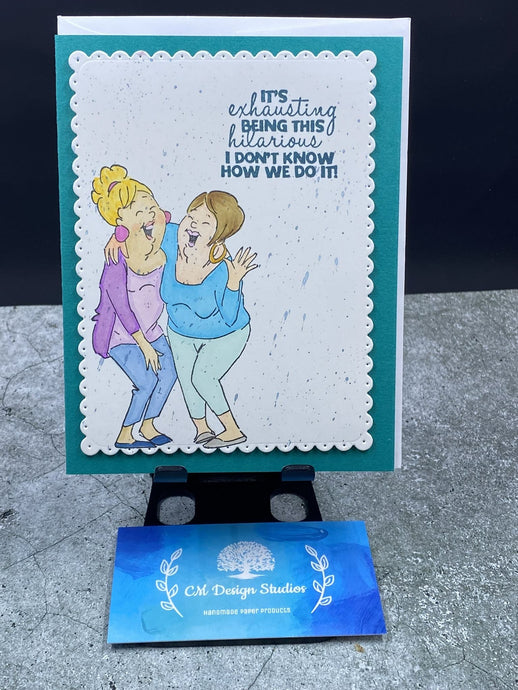 IT'S
exhausting
BEING THIS
hilarious
I DON'T KNOW
HOW WE DO IT!
CM Design Studios
Handmade Paper Products